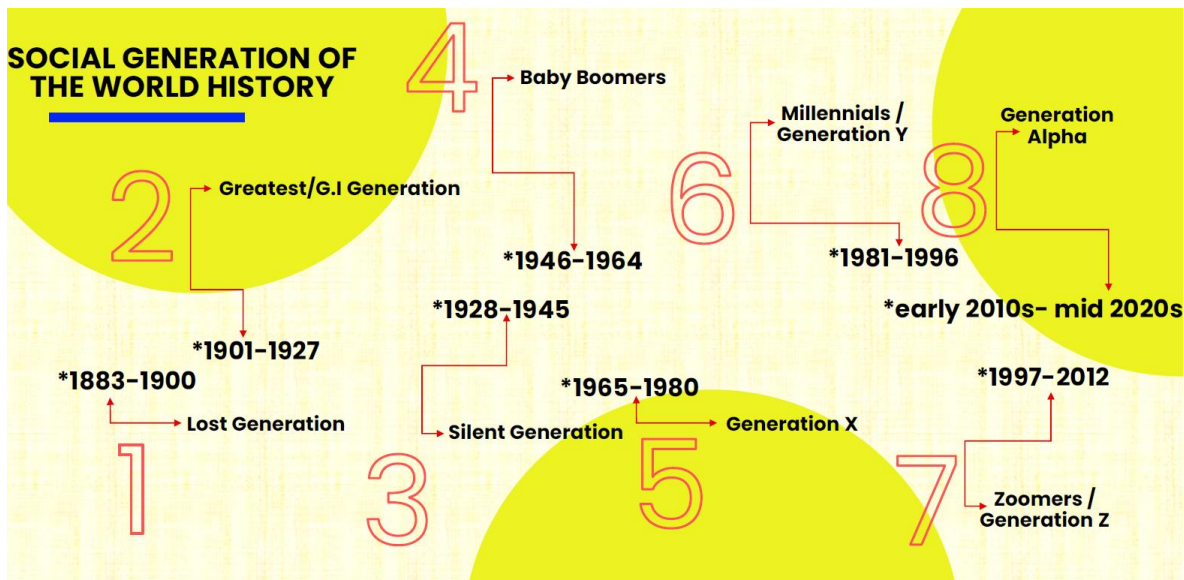 SOCIAL GENERATION OF
THE WORLD HISTORY
1
*1883-1900
Lost Generation
2
Greatest/G.I Generation
*1901-1927
3
*1928-1945
Silent Generation
4
Baby Boomers
*1946-1964
5
*1965-1980
Generation X
6
Millennials /
Generation Y
*1981-1996
7
*1997-2012
Zoomers /
Generation Z
8
Generation
Alpha
*early 2010s- mid 2020s